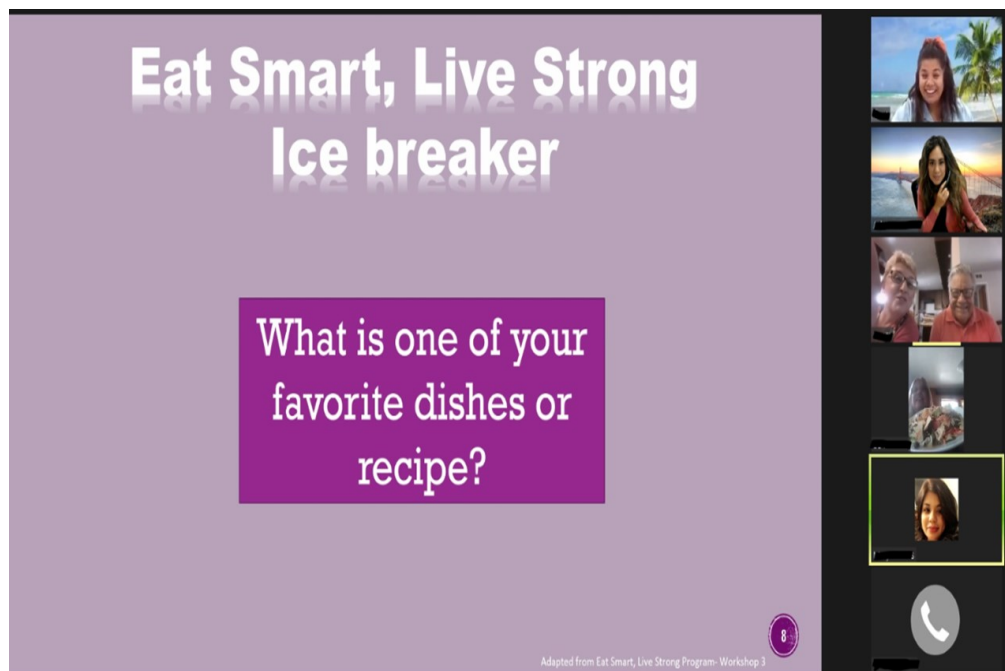 Eat Smart, Live Strong
Ice breaker
What is one of your
favorite dishes or
recipe?
8
Adapted from Eat Smart, Live Strong Program- Workshop 3